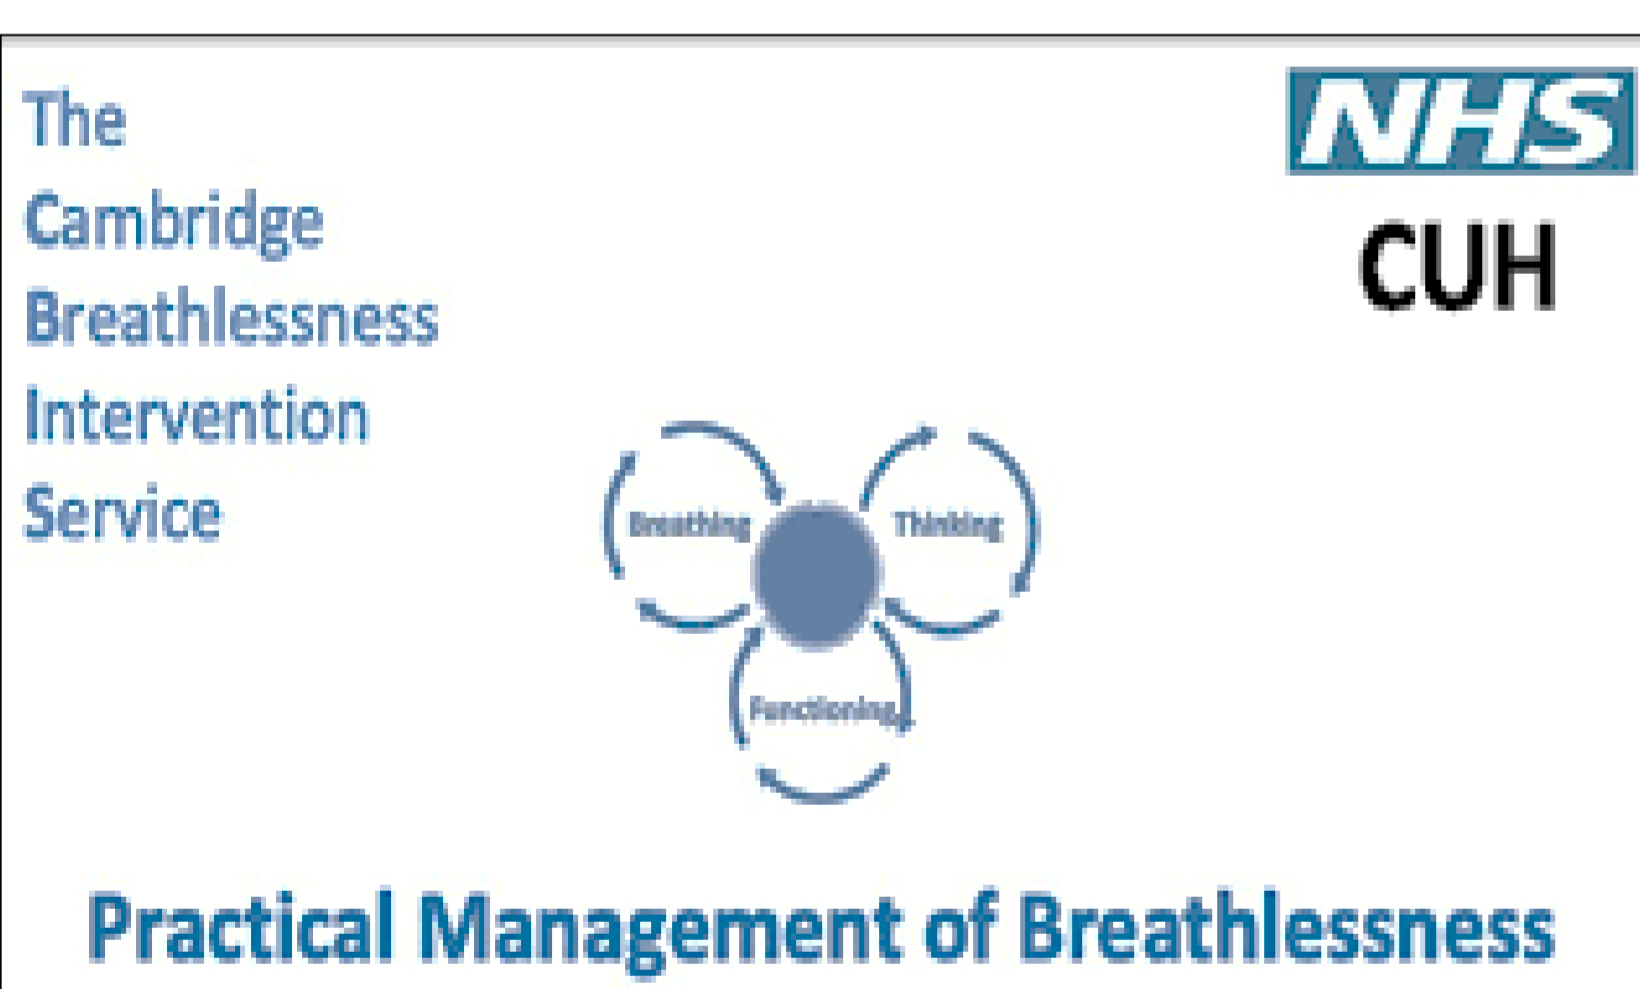 The
Cambridge
Breathlessness
Intervention
Service
NHS
CUH
Breathing
Thinking
Functioning
Practical Management of Breathlessness